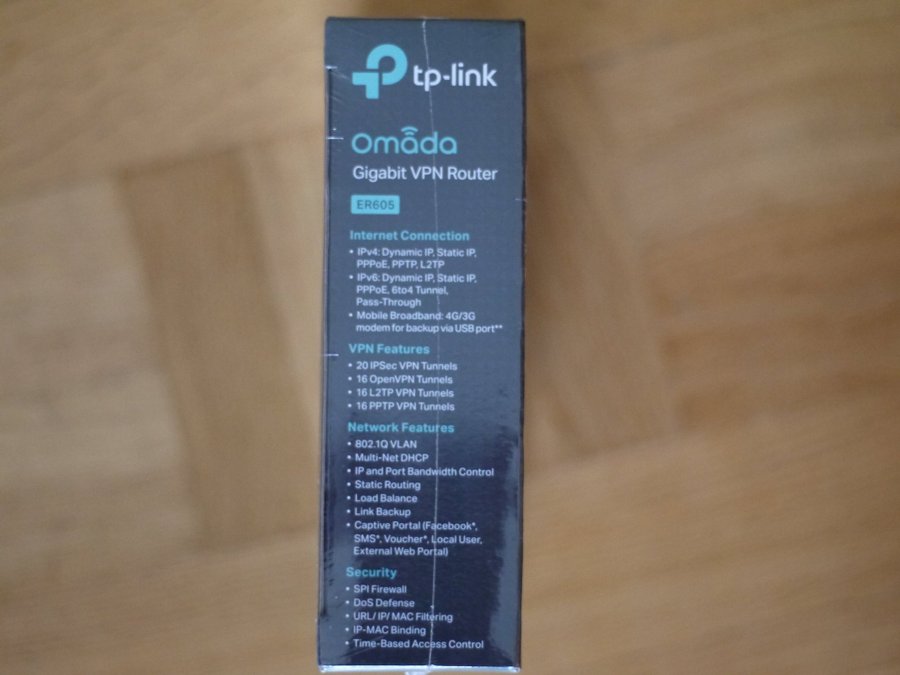 tp-link
Omada
Gigabit VPN Router
ER605
Internet Connection
• IPv4: Dynamic IP, Static IP,
PPPoE, PPTP, L2TP
• IPv6: Dynamic IP, Static IP,
PPPoE, 6to4 Tunnel,
Pass-Through
• Mobile Broadband: 4G/3G
modem for backup via USB port**
VPN Features
• 20 IPSec VPN Tunnels
• 16 OpenVPN Tunnels
• 16 L2TP VPN Tunnels
• 16 PPTP VPN Tunnels
Network Features
• 802.1Q VLAN
• Multi-Net DHCP
• IP and Port Bandwidth Control
• Static Routing
• Load Balance
• Link Backup
• Captive Portal (Facebook*,
SMS*, Voucher*, Local User,
External Web Portal)
Security
• SPI Firewall
• DoS Defense
• URL/ IP/ MAC Filtering
• IP-MAC Binding
• Time-Based Access Control